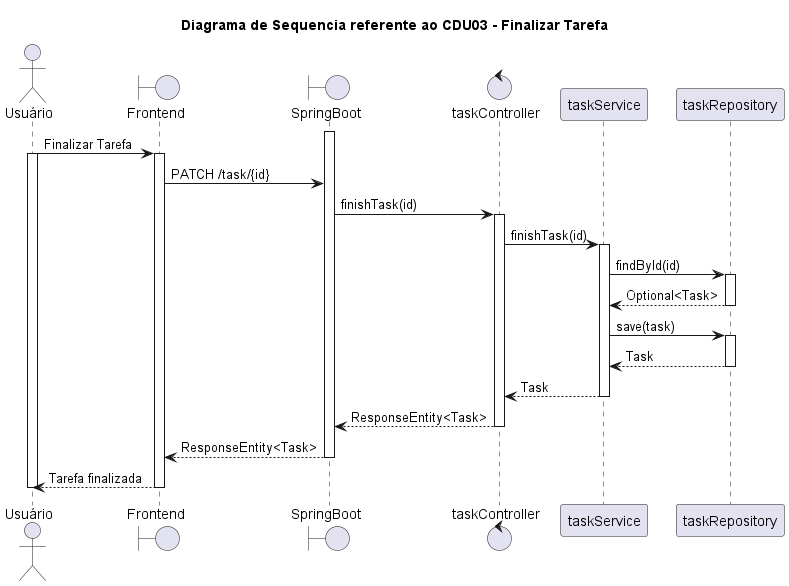 Diagrama de Sequencia referente ao CDU03 - Finalizar Tarefa
Usuário
Frontend
SpringBoot
taskController
taskService
taskRepository
Finalizar Tarefa
PATCH /task/{id}
finishTask(id)
finishTask(id)
findById(id)
Optional<Task>
save(task)
Task
Task
ResponseEntity<Task>
ResponseEntity<Task>
Tarefa finalizada
Usuário
Frontend
SpringBoot
taskController
taskService
taskRepository